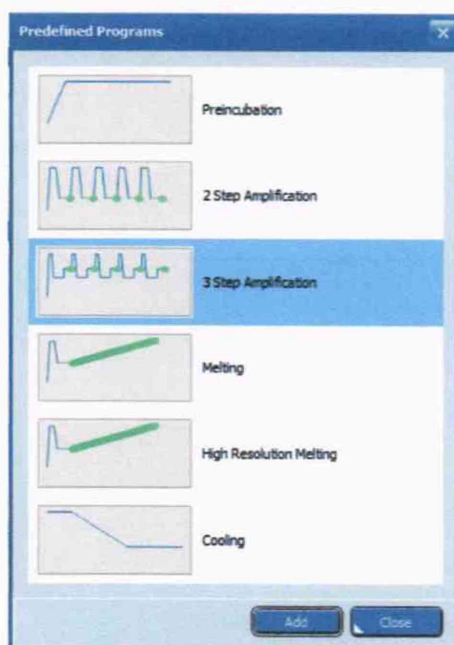 Predefined Programs
Preincubation
2 Step Amplification
3 Step Amplification
Melting
High Resolution Melting
Cooling
Add
Close